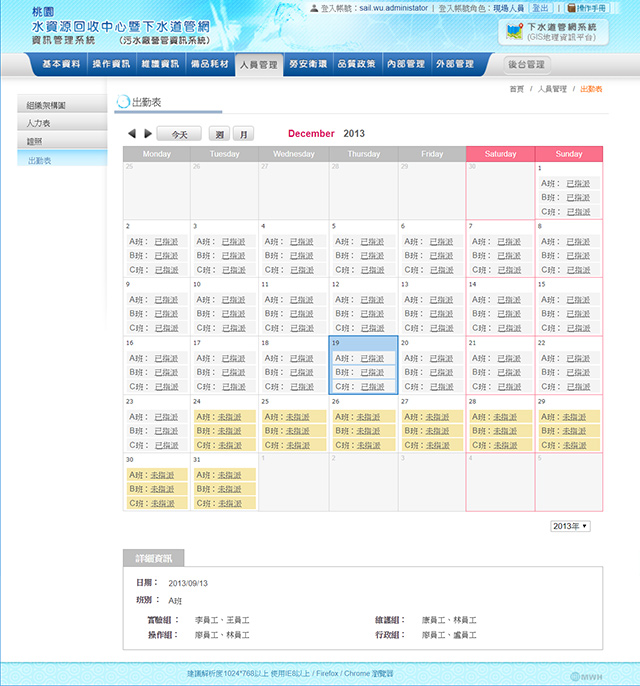 桃園
水資源回收中心暨下水道管網
資訊管理系統 (污水廠營管資訊系統)
登入帳號：sail.wu.administator | 登入帳號角色：現場人員 登出 | 操作手冊
下水道管網系統
(GIS地理資訊平台)
基本資料 操作資訊 維護資訊 備品耗材 人員管理 勞安衛環 品質政策 內部管理 外部管理 後台管理
首頁 / 人員管理 / 出勤表
組織架構圖
人力表
證照
出勤表
出勤表
今天 週 月 December 2013
Monday Tuesday Wednesday Thursday Friday Saturday Sunday
25 26 27 28 29 30 1
A班： 已指派
B班： 已指派
C班： 已指派
2 3 4 5 6 7 8
A班： 已指派 A班： 已指派 A班： 已指派 A班： 已指派 A班： 已指派 A班： 已指派 A班： 已指派
B班： 已指派 B班： 已指派 B班： 已指派 B班： 已指派 B班： 已指派 B班： 已指派 B班： 已指派
C班： 已指派 C班： 已指派 C班： 已指派 C班： 已指派 C班： 已指派 C班： 已指派 C班： 已指派
9 10 11 12 13 14 15
A班： 已指派 A班： 已指派 A班： 已指派 A班： 已指派 A班： 已指派 A班： 已指派 A班： 已指派
B班： 已指派 B班： 已指派 B班： 已指派 B班： 已指派 B班： 已指派 B班： 已指派 B班： 已指派
C班： 已指派 C班： 已指派 C班： 已指派 C班： 已指派 C班： 已指派 C班： 已指派 C班： 已指派
16 17 18 19 20 21 22
A班： 已指派 A班： 已指派 A班： 已指派 A班： 已指派 A班： 已指派 A班： 已指派 A班： 已指派
B班： 已指派 B班： 已指派 B班： 已指派 B班： 已指派 B班： 已指派 B班： 已指派 B班： 已指派
C班： 已指派 C班： 已指派 C班： 已指派 C班： 已指派 C班： 已指派 C班： 已指派 C班： 已指派
23 24 25 26 27 28 29
A班： 已指派 A班：未指派 A班：未指派 A班：未指派 A班：未指派 A班：未指派 A班：未指派
B班： 已指派 B班：未指派 B班：未指派 B班：未指派 B班：未指派 B班：未指派 B班：未指派
C班： 已指派 C班：未指派 C班：未指派 C班：未指派 C班：未指派 C班：未指派 C班：未指派
30 31 1 2 3 4 5
A班：未指派 A班：未指派
B班：未指派 B班：未指派
C班：未指派 C班：未指派
2013年
詳細資訊
日期： 2013/09/13
班別： A班
實驗組： 李員工、王員工 維護組： 康員工、林員工
操作組： 廖員工、林員工 行政組： 廖員工、盧員工
建議解析度1024*768以上 使用IE8以上 / Firefox / Chrome 瀏覽器
MWH